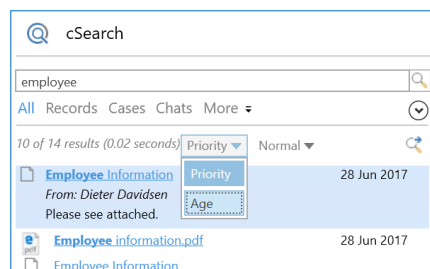 cSearch
employee
All Records Cases Chats More
10 of 14 results (0.02 seconds) Priority Normal
Priority
Age
Employee Information 28 Jun 2017
From: Dieter Davidsen
Please see attached.
Employee information.pdf 28 Jun 2017
pdf
Employee Information